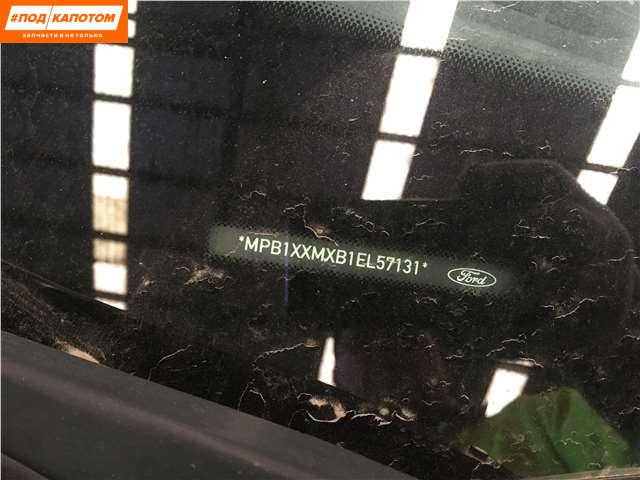 #ПОД КАПОТОМ
запчасти и не только
*MPB1XXMXB1EL57131*
Ford